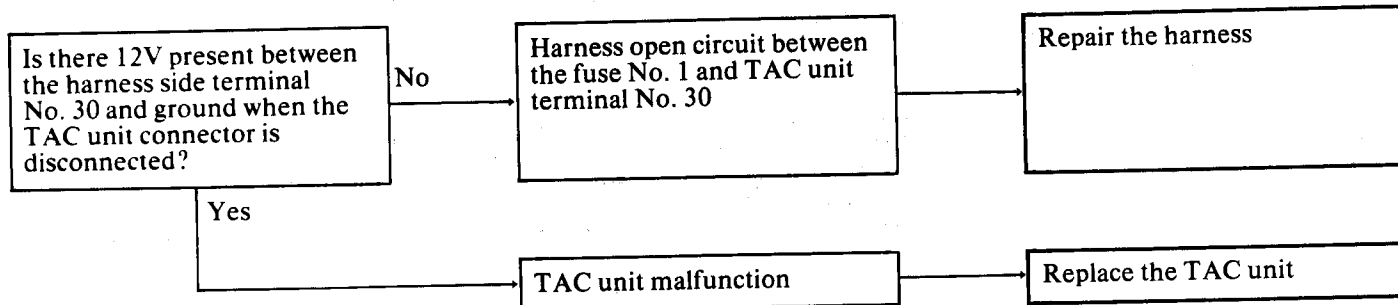 Is there 12V present between
the harness side terminal
No. 30 and ground when the
TAC unit connector is
disconnected?
No
Harness open circuit between
the fuse No. 1 and TAC unit
terminal No. 30
Repair the harness
Yes
TAC unit malfunction
Replace the TAC unit